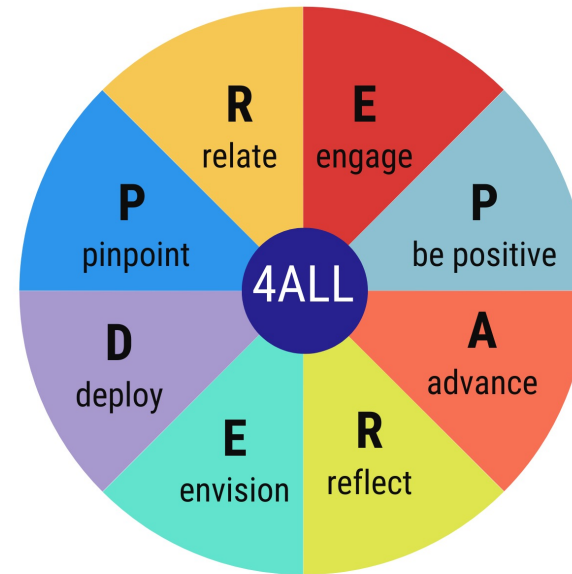 P
pinpoint
R
relate
E
engage
P
be positive
A
advance
R
reflect
E
envision
D
deploy
4ALL